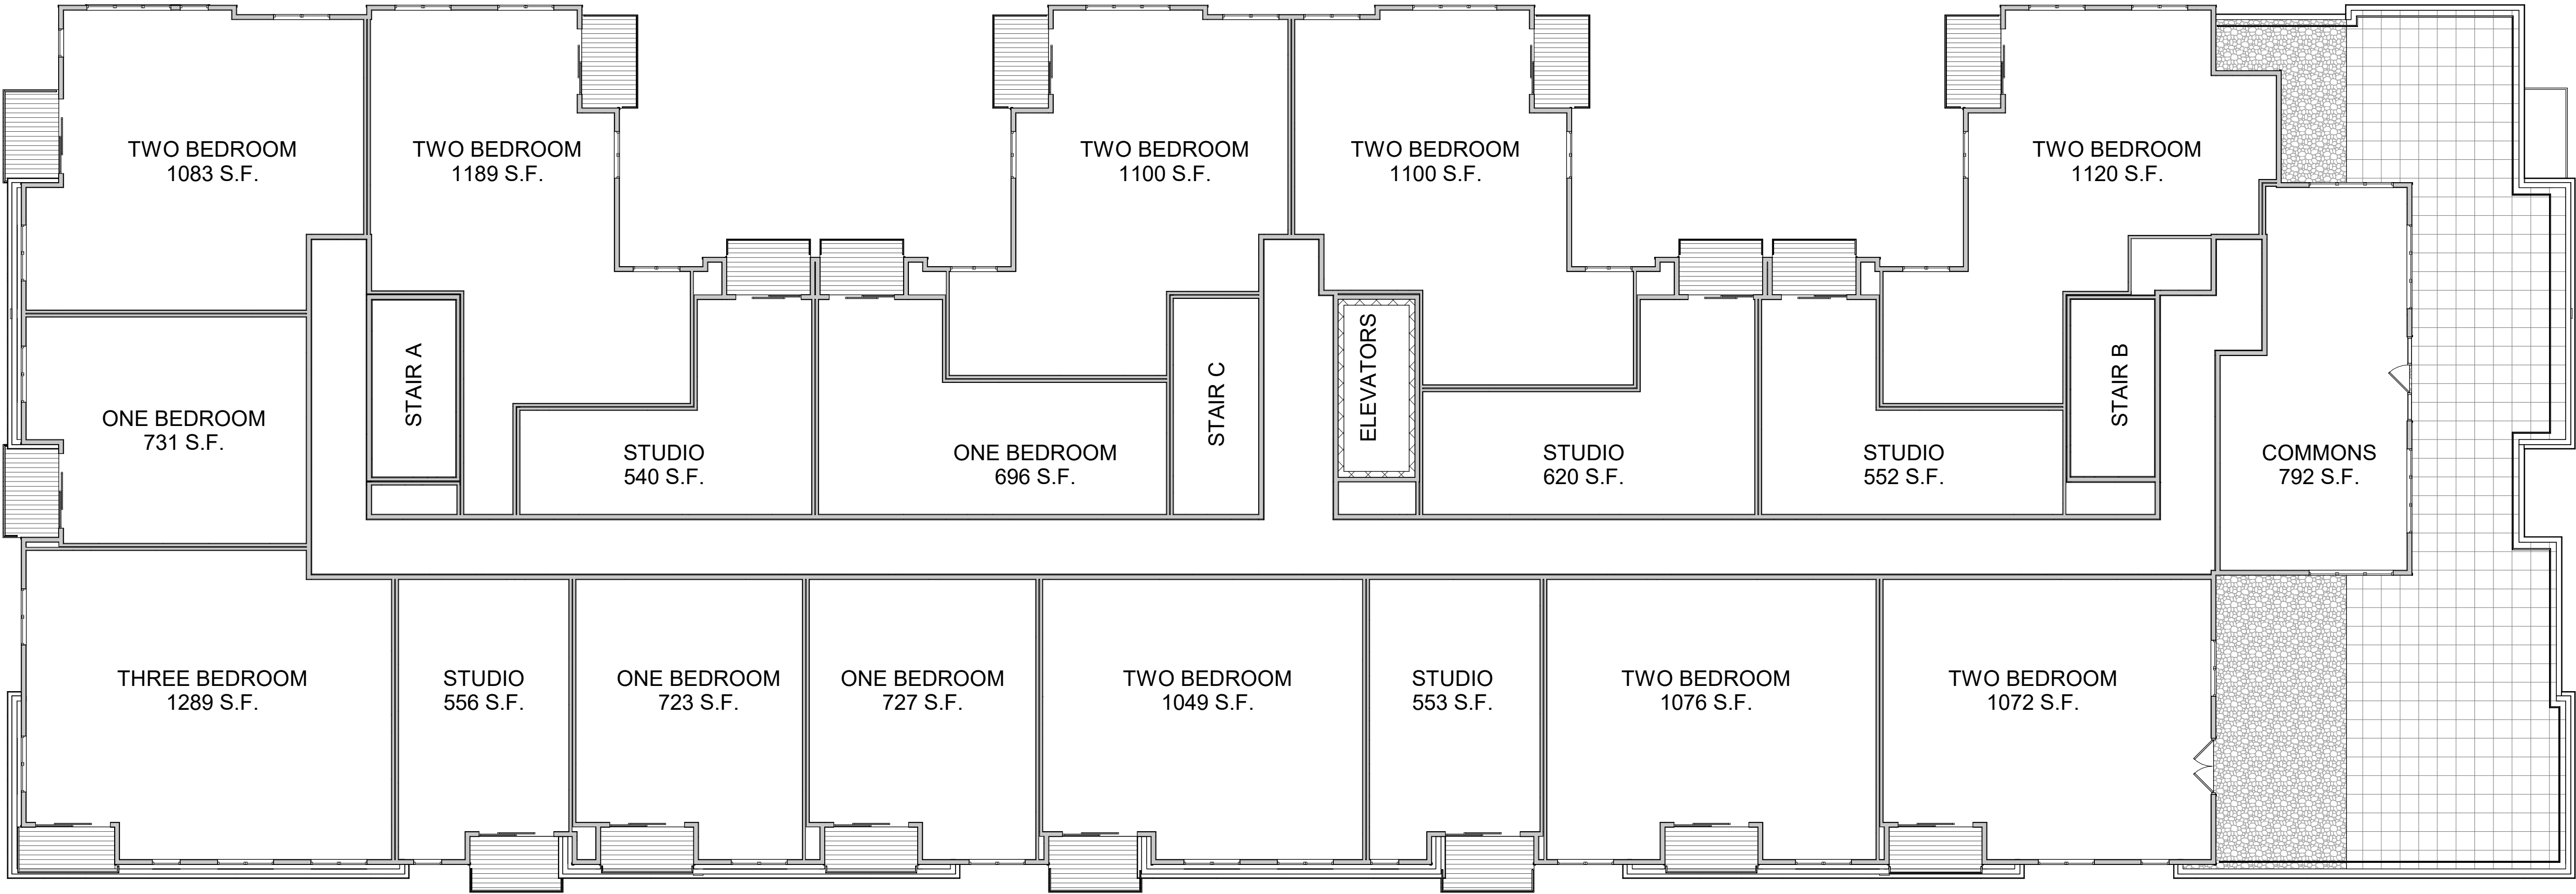 TWO BEDROOM
1083 S.F.
TWO BEDROOM
1189 S.F.
TWO BEDROOM
1100 S.F.
TWO BEDROOM
1100 S.F.
TWO BEDROOM
1120 S.F.
STAIR A
STAIR C
ELEVATORS
STAIR B
ONE BEDROOM
731 S.F.
STUDIO
540 S.F.
ONE BEDROOM
696 S.F.
STUDIO
620 S.F.
STUDIO
552 S.F.
COMMONS
792 S.F.
THREE BEDROOM
1289 S.F.
STUDIO
556 S.F.
ONE BEDROOM
723 S.F.
ONE BEDROOM
727 S.F.
TWO BEDROOM
1049 S.F.
STUDIO
553 S.F.
TWO BEDROOM
1076 S.F.
TWO BEDROOM
1072 S.F.